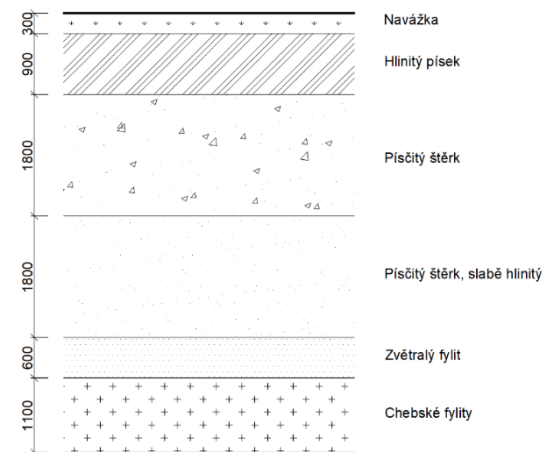 300 Navážka
900 Hlinitý písek
1800 Písčitý štěrk
1800 Písčitý štěrk, slabě hlinitý
600 Zvětralý fylit
1100 Chebské fylity